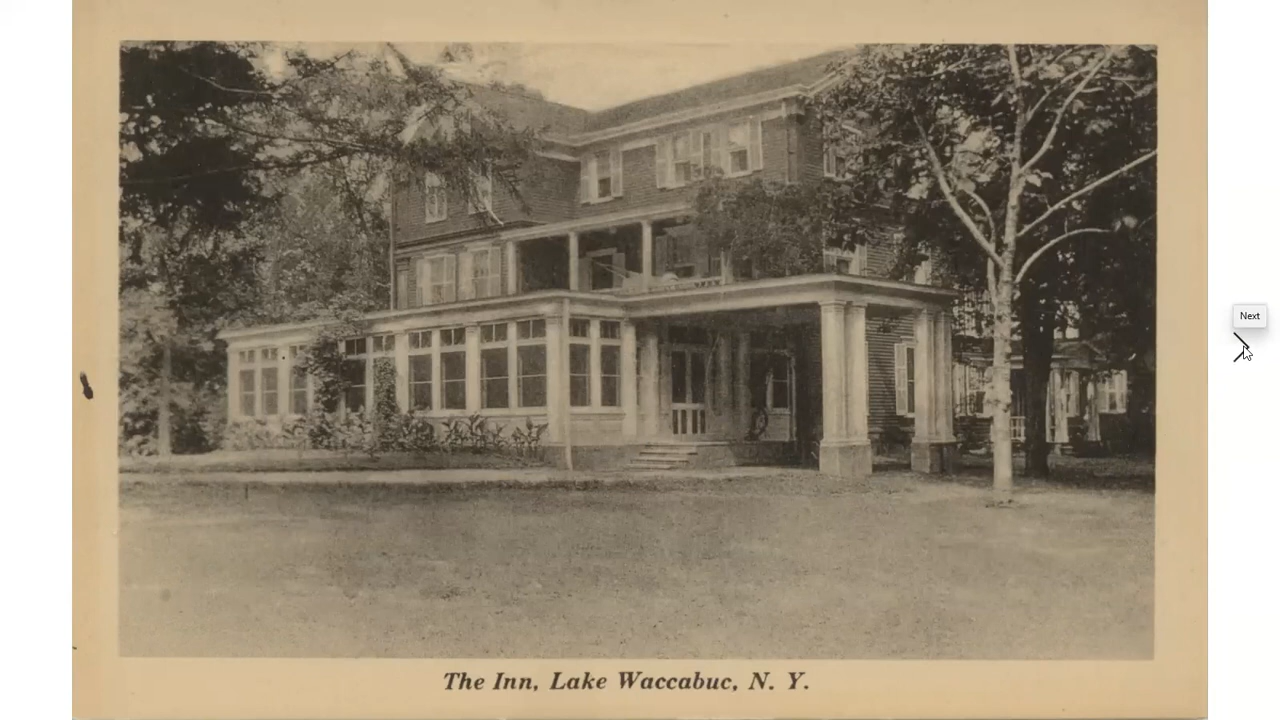 Next
The Inn, Lake Waccabuc, N. Y.